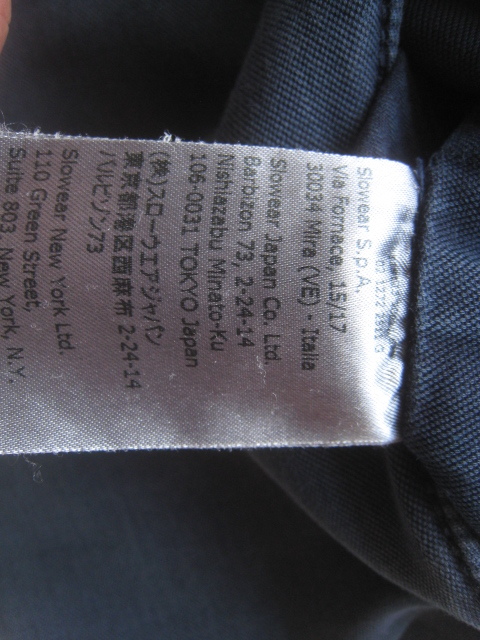 Slowear S.p.A.
Via Fornace, 15/17
30034 Mira (VE) - Italia
Slowear Japan Co. Ltd.
Barbizon 73, 2-24-14
Nishiazabu Minato-Ku
106-0031 TOKYO Japan
(株)スローウエアジャパン
東京都港区西麻布 2-24-14
バルビゾン73
Slowear New York Ltd.
110 Green Street,
Suite 803, New York, N.Y.